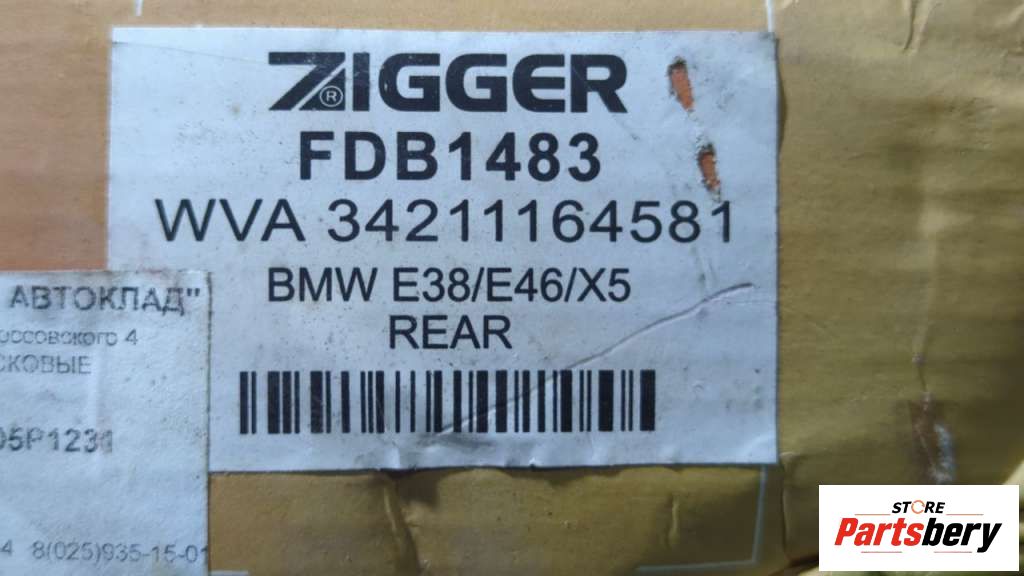 ZIGGER
®
FDB1483
WVA 34211164581
BMW E38/E46/X5
REAR
АВТОКЛАД"
оссовского 4
СКОВЫЕ
05P1231
4 8(025)935-15-01
STORE
Partsbery